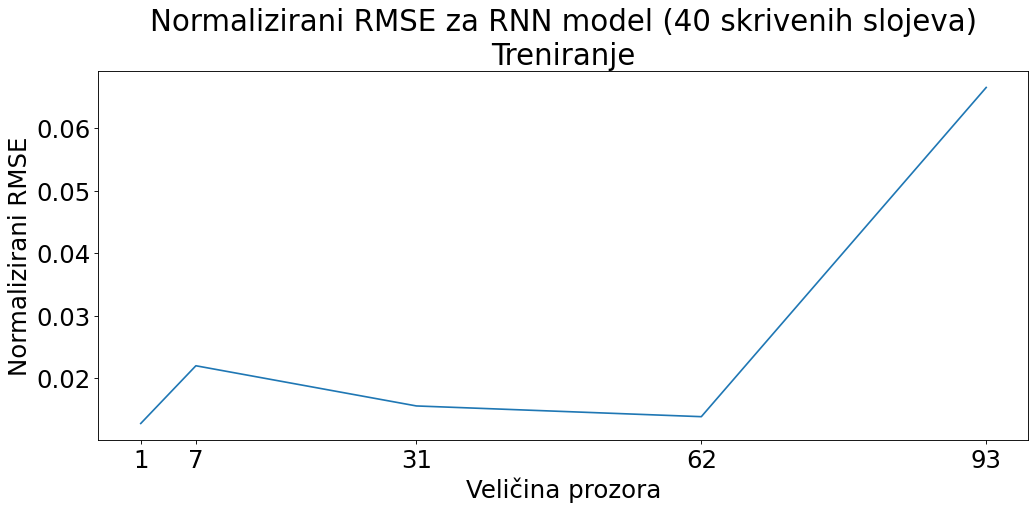 Normalizirani RMSE za RNN model (40 skrivenih slojeva)
Treniranje
Normalizirani RMSE
0.06
0.05
0.04
0.03
0.02
1 7 31 62 93
Veličina prozora